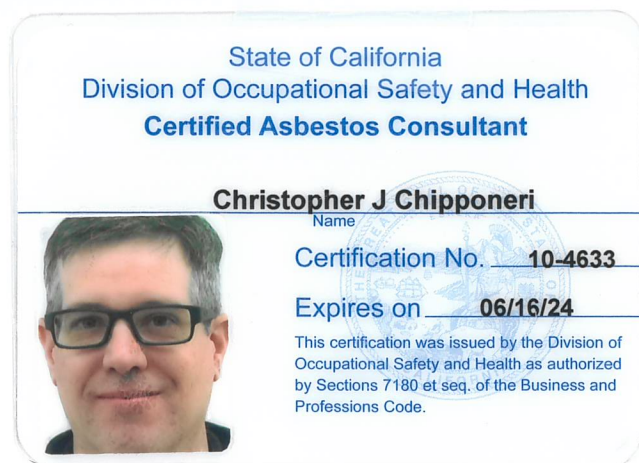 State of California
Division of Occupational Safety and Health
Certified Asbestos Consultant
Christopher J Chipponeri
Name
Certification No. 10-4633
Expires on 06/16/24
This certification was issued by the Division of
Occupational Safety and Health as authorized
by Sections 7180 et seq. of the Business and
Professions Code.